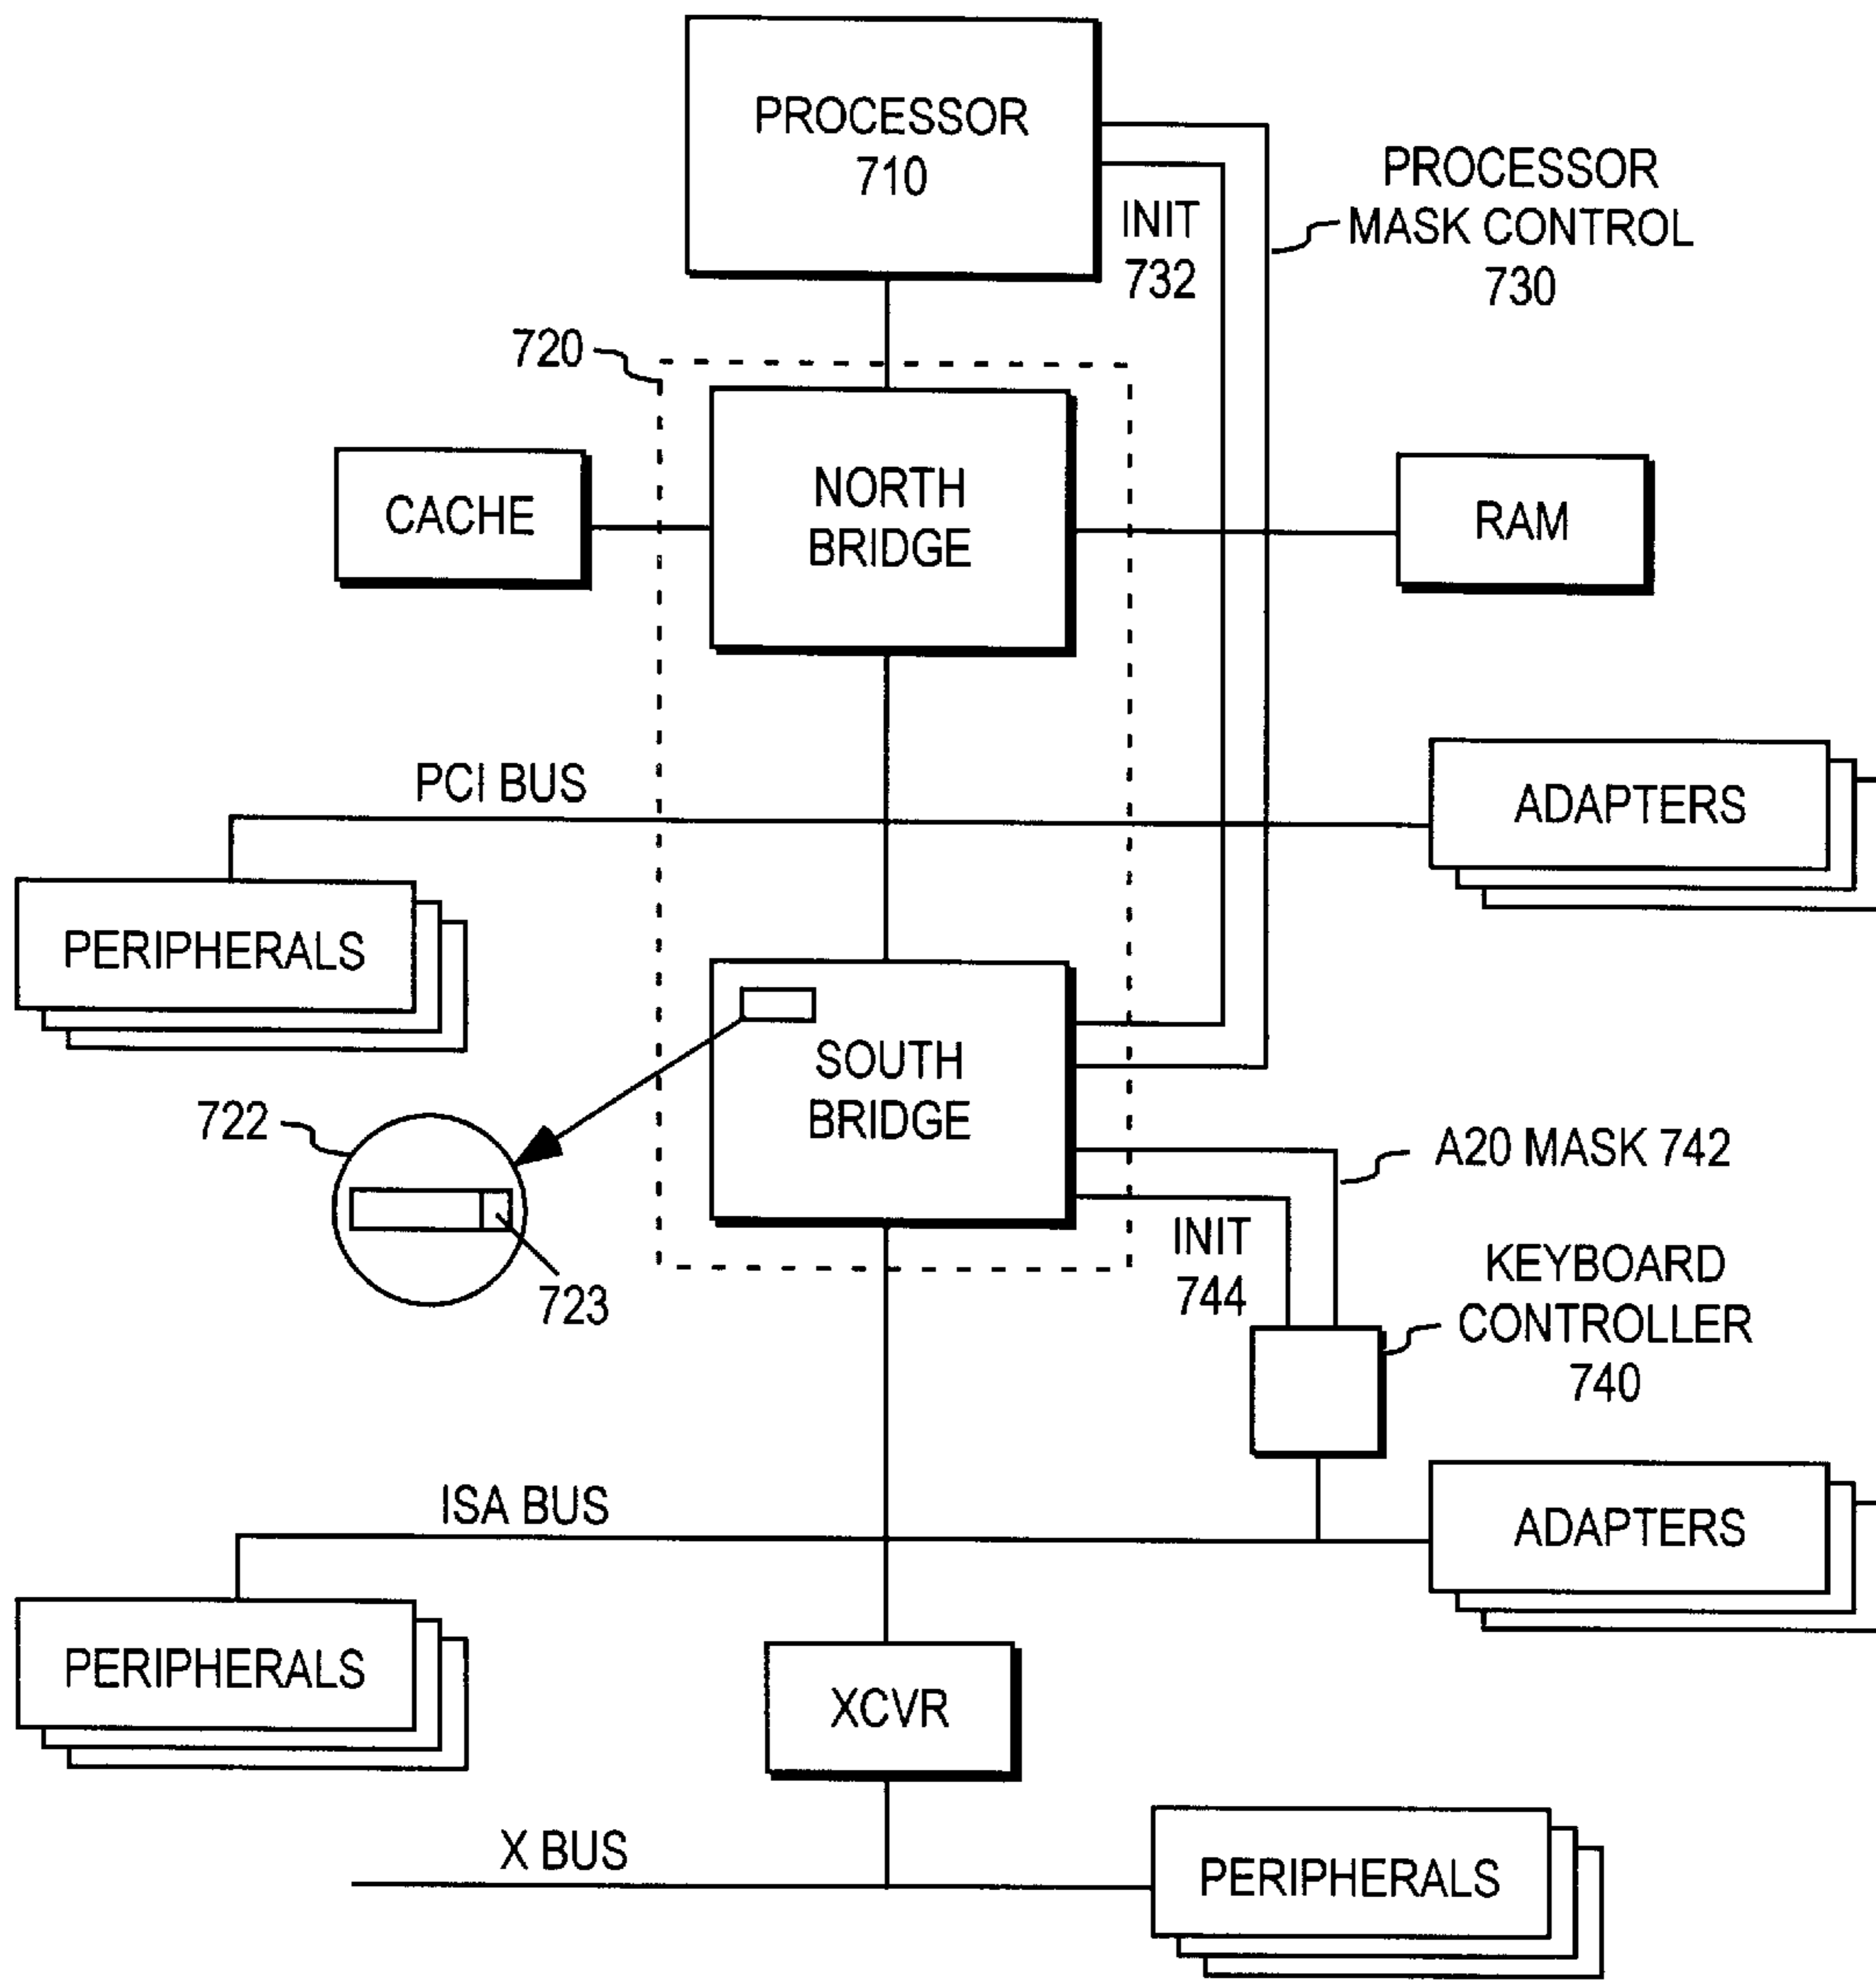 PROCESSOR
710
INIT
732
PROCESSOR
MASK CONTROL
730
720
NORTH
BRIDGE
CACHE
RAM
PCI BUS
ADAPTERS
PERIPHERALS
SOUTH
BRIDGE
722
723
A20 MASK 742
INIT
744
KEYBOARD
CONTROLLER
740
ISA BUS
ADAPTERS
PERIPHERALS
XCVR
X BUS
PERIPHERALS